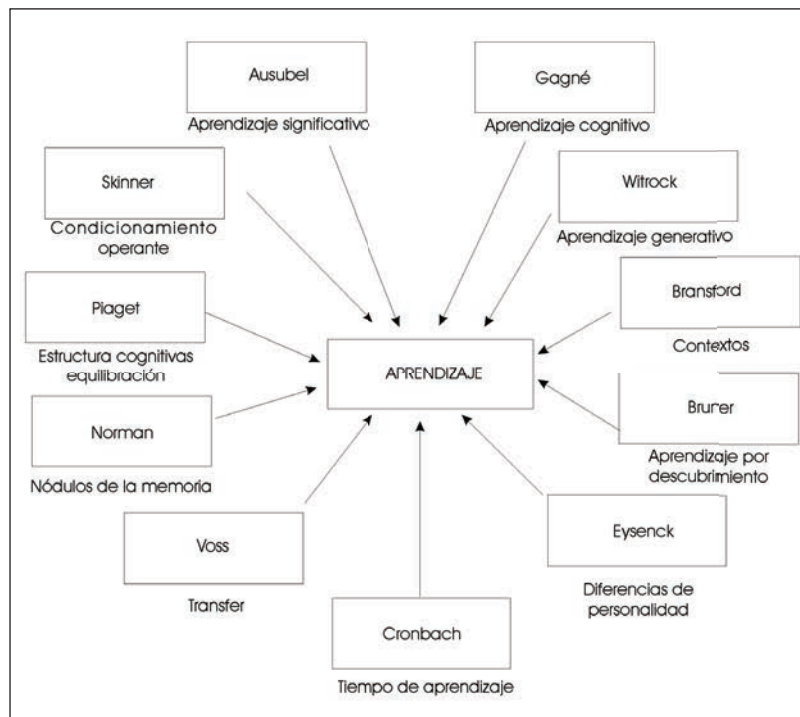 Ausubel
Aprendizaje significativo
Gagné
Aprendizaje cognitivo
Skinner
Condicionamiento
operante
Witrock
Aprendizaje generativo
Piaget
Estructura cognitivas
equilibración
Bransford
Contextos
APRENDIZAJE
Norman
Nódulos de la memoria
Bruner
Aprendizaje por
descubrimiento
Voss
Transfer
Eysenck
Diferencias de
personalidad
Cronbach
Tiempo de aprendizaje